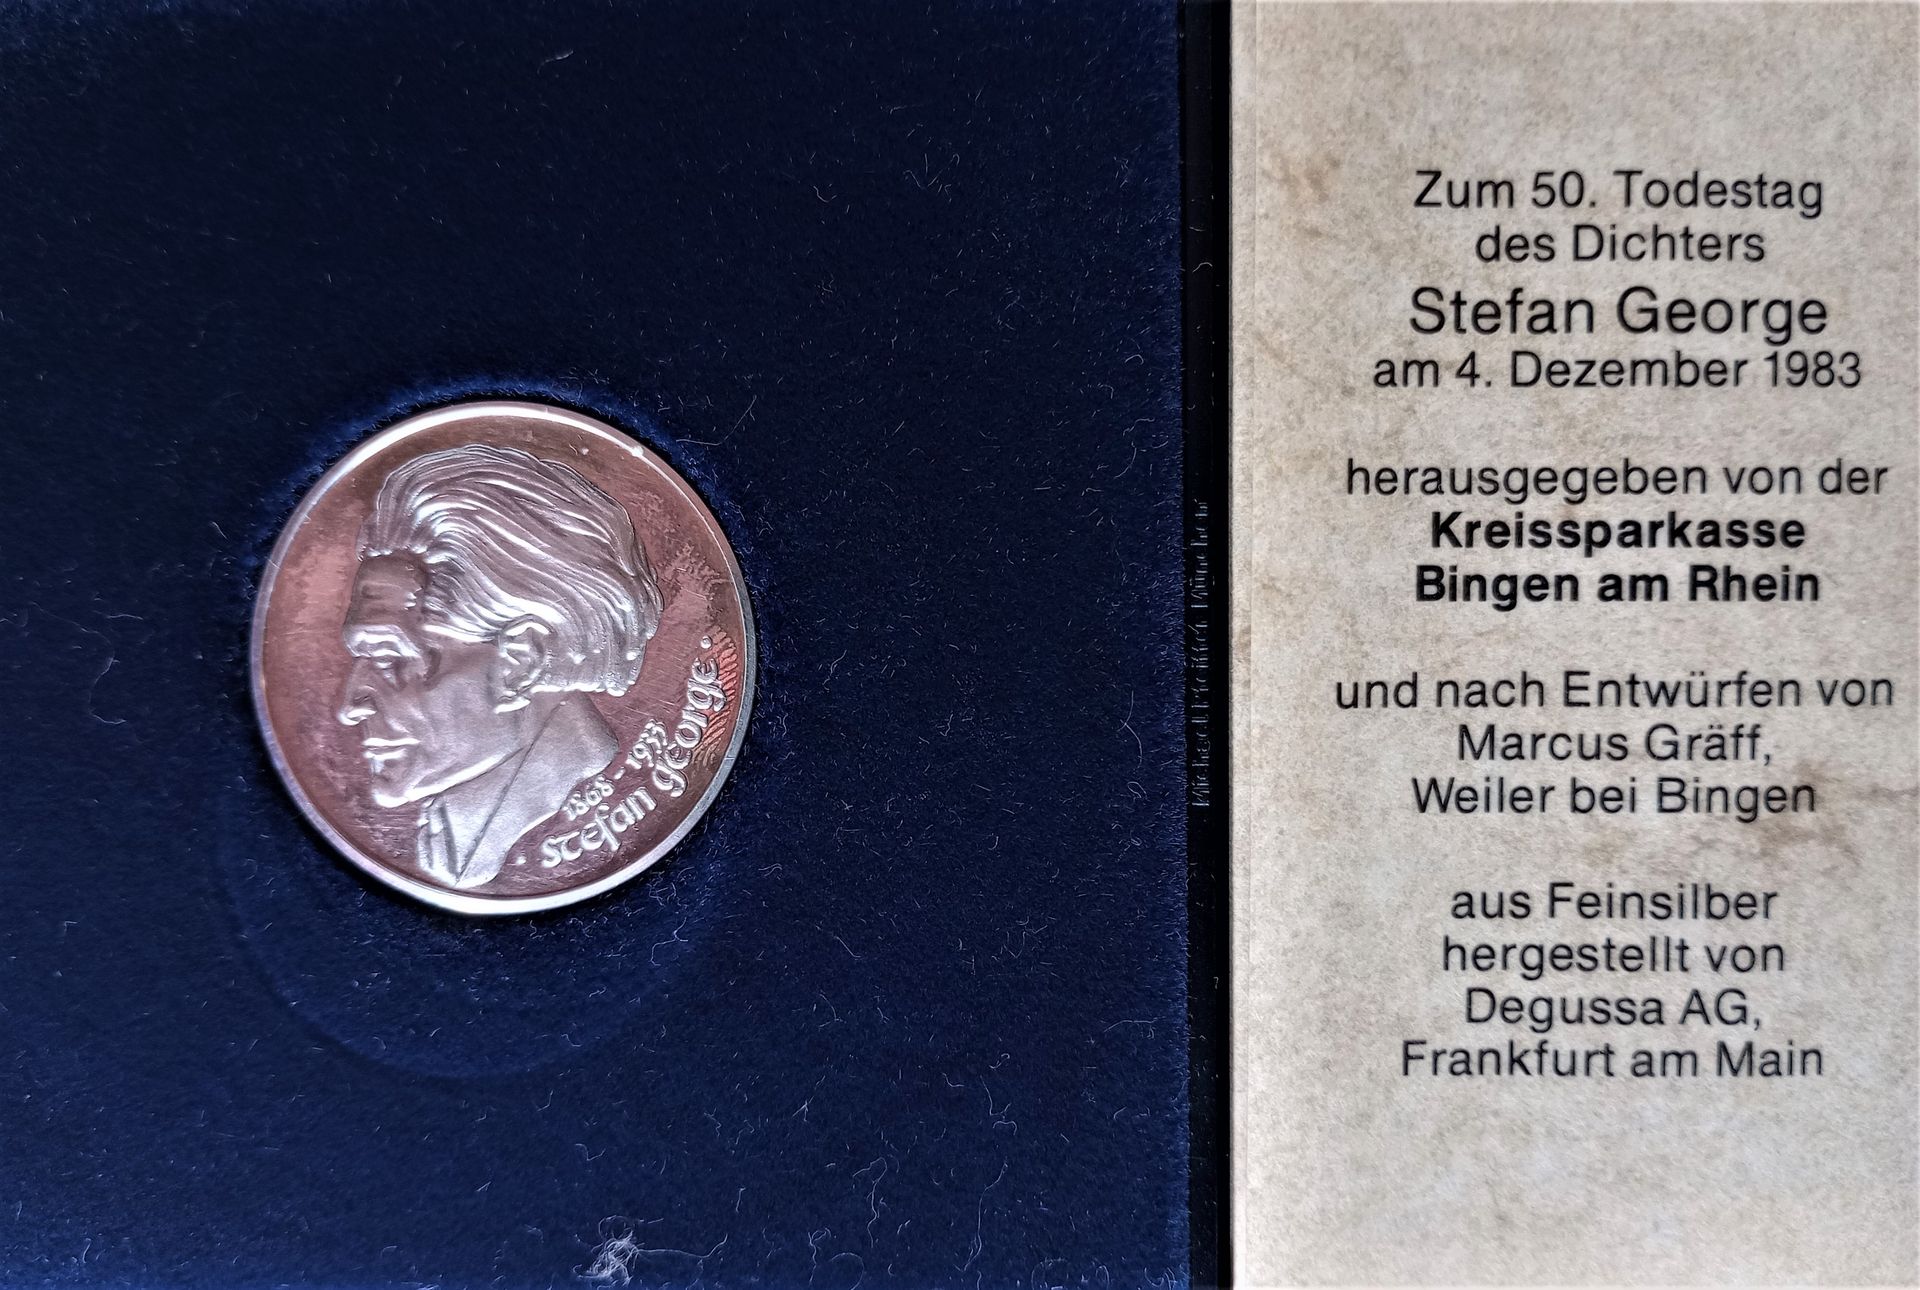 1868-1933
· Stefan George ·
Zum 50. Todestag
des Dichters
Stefan George
am 4. Dezember 1983
herausgegeben von der
Kreissparkasse
Bingen am Rhein
und nach Entwürfen von
Marcus Gräff,
Weiler bei Bingen
aus Feinsilber
hergestellt von
Degussa AG,
Frankfurt am Main